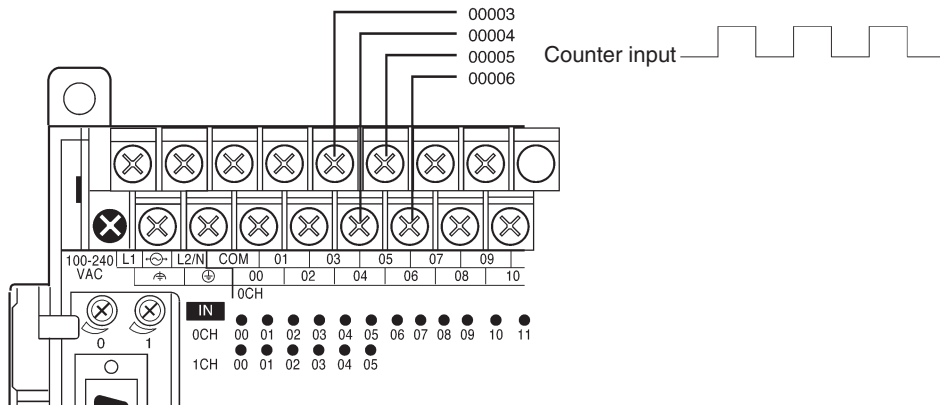 00003
00004
00005
00006
Counter input
100-240 VAC
L1 L2/N COM 01 03 05 07 09
00 02 04 06 08 10
0CH
IN
0 1
0CH 00 01 02 03 04 05 06 07 08 09 10 11
1CH 00 01 02 03 04 05